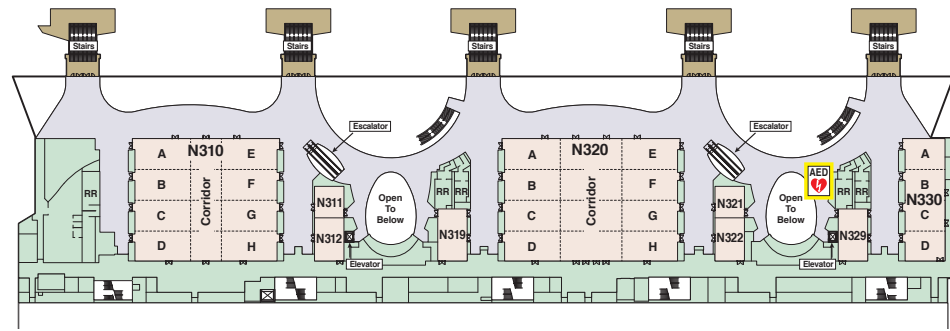 Stairs
Stairs
Stairs
Stairs
Stairs
Escalator
Escalator
A N310 E
B F
C G
D H
Corridor
RR
N311
N312
Open
To
Below
Elevator
RR RR
N319
A N320 E
B F
C G
D H
Corridor
N321
N322
Open
To
Below
AED
Elevator
RR RR
N329
A
B
N330
C
D